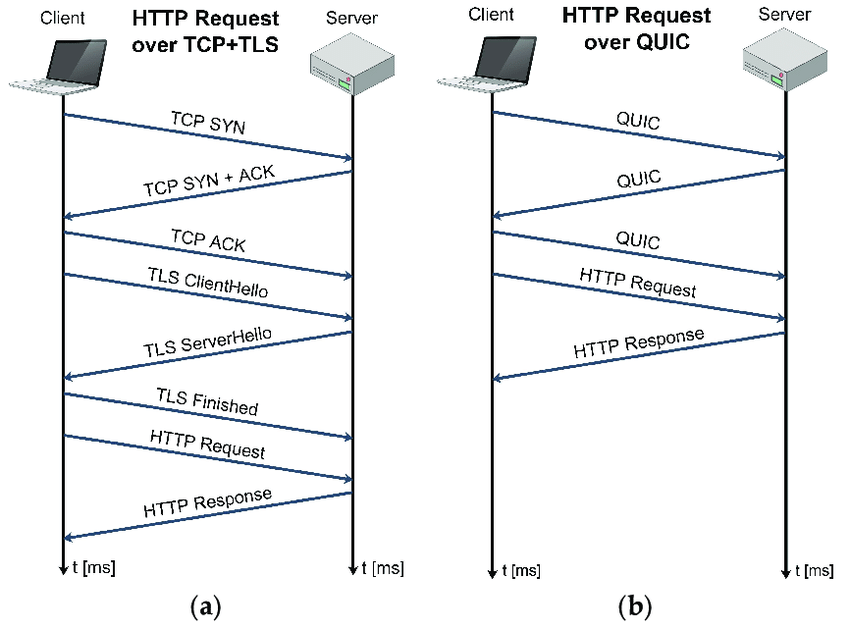 Client
HTTP Request
over TCP+TLS
Server
TCP SYN
TCP SYN + ACK
TCP ACK
TLS ClientHello
TLS ServerHello
TLS Finished
HTTP Request
HTTP Response
t [ms]
t [ms]
(a)
Client
HTTP Request
over QUIC
Server
QUIC
QUIC
QUIC
HTTP Request
HTTP Response
t [ms]
t [ms]
(b)